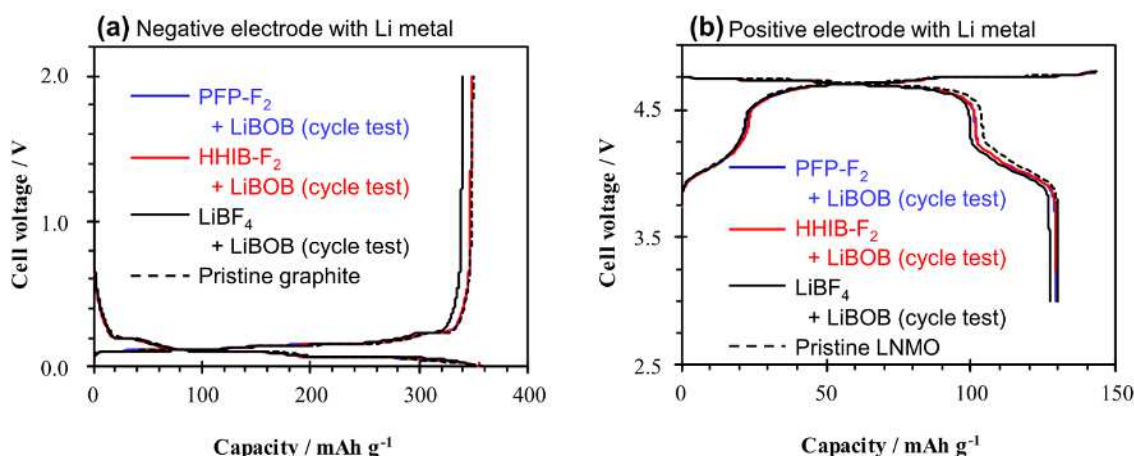 (a) Negative electrode with Li metal
Cell voltage / V
2.0
1.0
0.0
PFP-F₂
+ LiBOB (cycle test)
HHIB-F₂
+ LiBOB (cycle test)
LiBF₄
+ LiBOB (cycle test)
Pristine graphite
0 100 200 300 400
Capacity / mAh g⁻¹
(b) Positive electrode with Li metal
Cell voltage / V
4.5
3.5
2.5
PFP-F₂
+ LiBOB (cycle test)
HHIB-F₂
+ LiBOB (cycle test)
LiBF₄
+ LiBOB (cycle test)
Pristine LNMO
0 50 100 150
Capacity / mAh g⁻¹